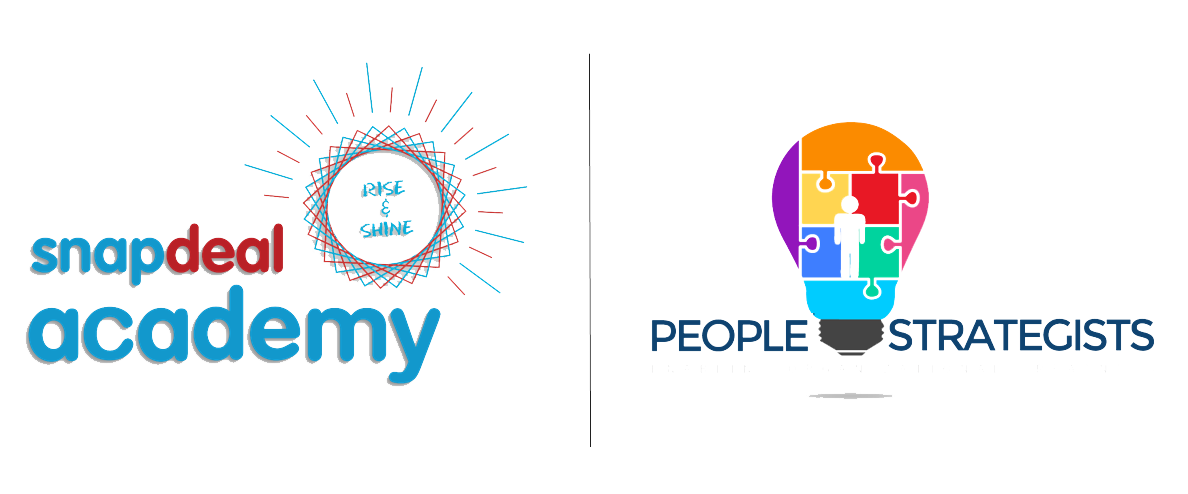 RISE
&
SHINE
snapdeal
academy
PEOPLE STRATEGISTS